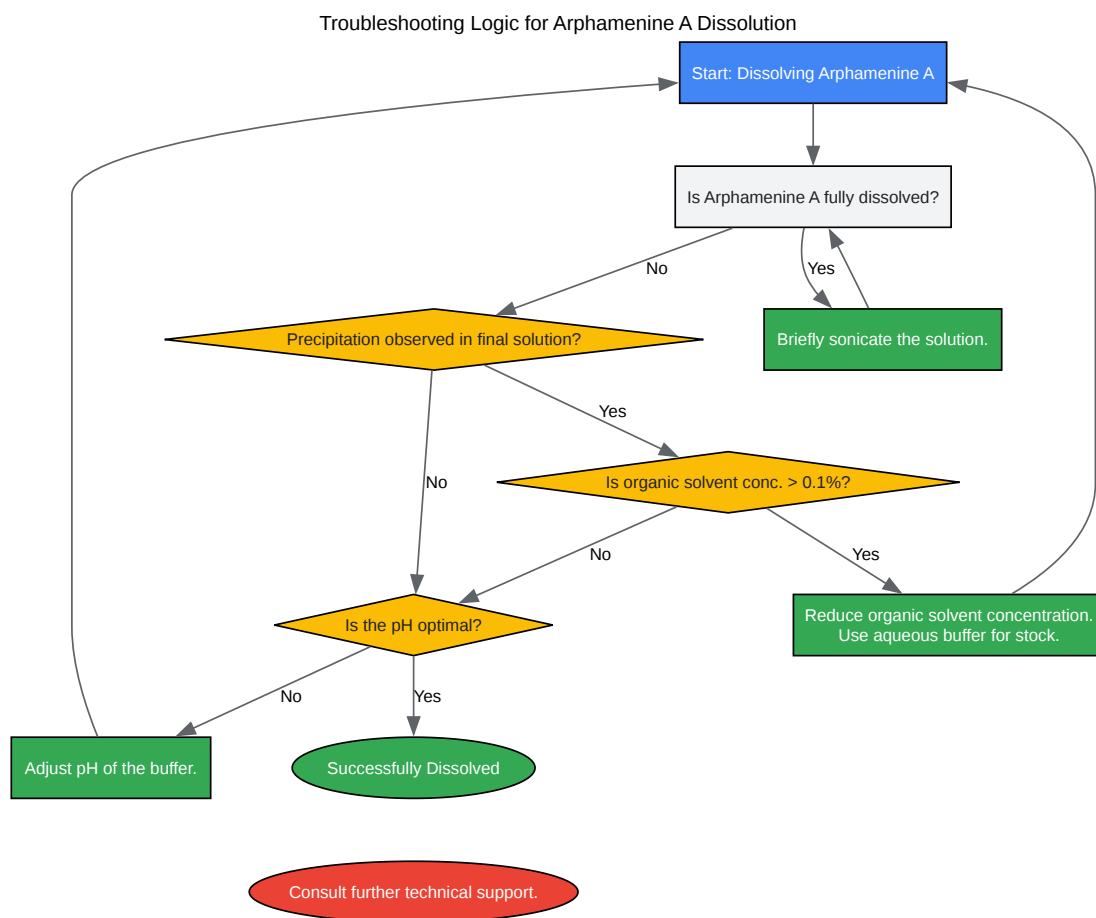 Troubleshooting Logic for Arphamenine A Dissolution
Start: Dissolving Arphamenine A
Is Arphamenine A fully dissolved?
No
Yes
Precipitation observed in final solution?
Briefly sonicate the solution.
Yes
No
Is organic solvent conc. > 0.1%?
No
Yes
Is the pH optimal?
Reduce organic solvent concentration.
Use aqueous buffer for stock.
No
Yes
Adjust pH of the buffer.
Successfully Dissolved
Consult further technical support.